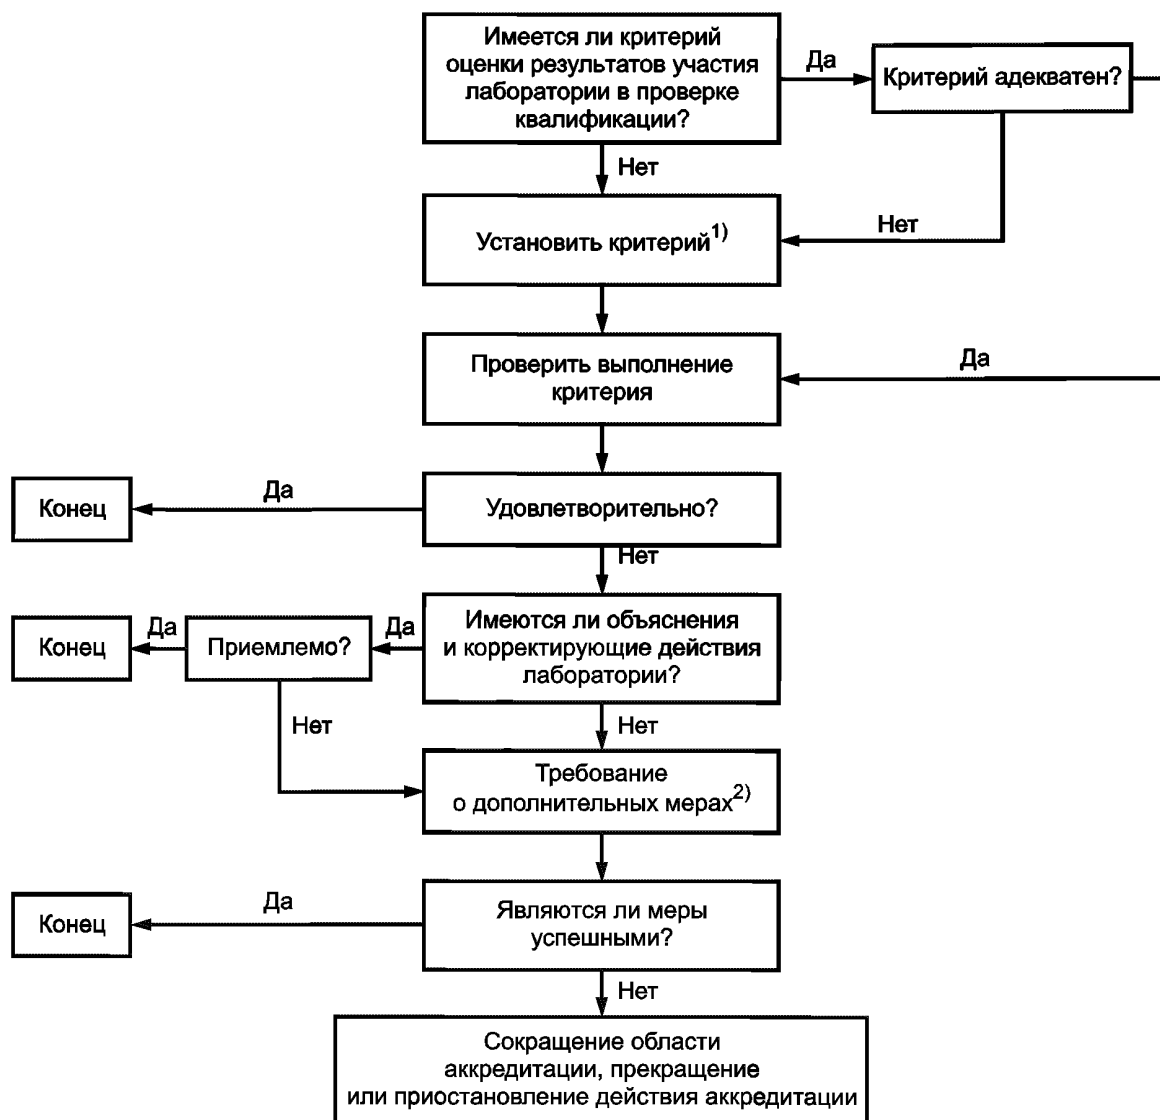 Имеется ли критерий
оценки результатов участия
лаборатории в проверке
квалификации?
Да
Критерий адекватен?
Нет
Установить критерий1)
Нет
Проверить выполнение
критерия
Да
Удовлетворительно?
Да
Конец
Нет
Имеются ли объяснения
и корректирующие действия
лаборатории?
Да
Приемлемо?
Да
Конец
Нет
Нет
Требование
о дополнительных мерах2)
Являются ли меры
успешными?
Да
Конец
Нет
Сокращение области
аккредитации, прекращение
или приостановление действия аккредитации